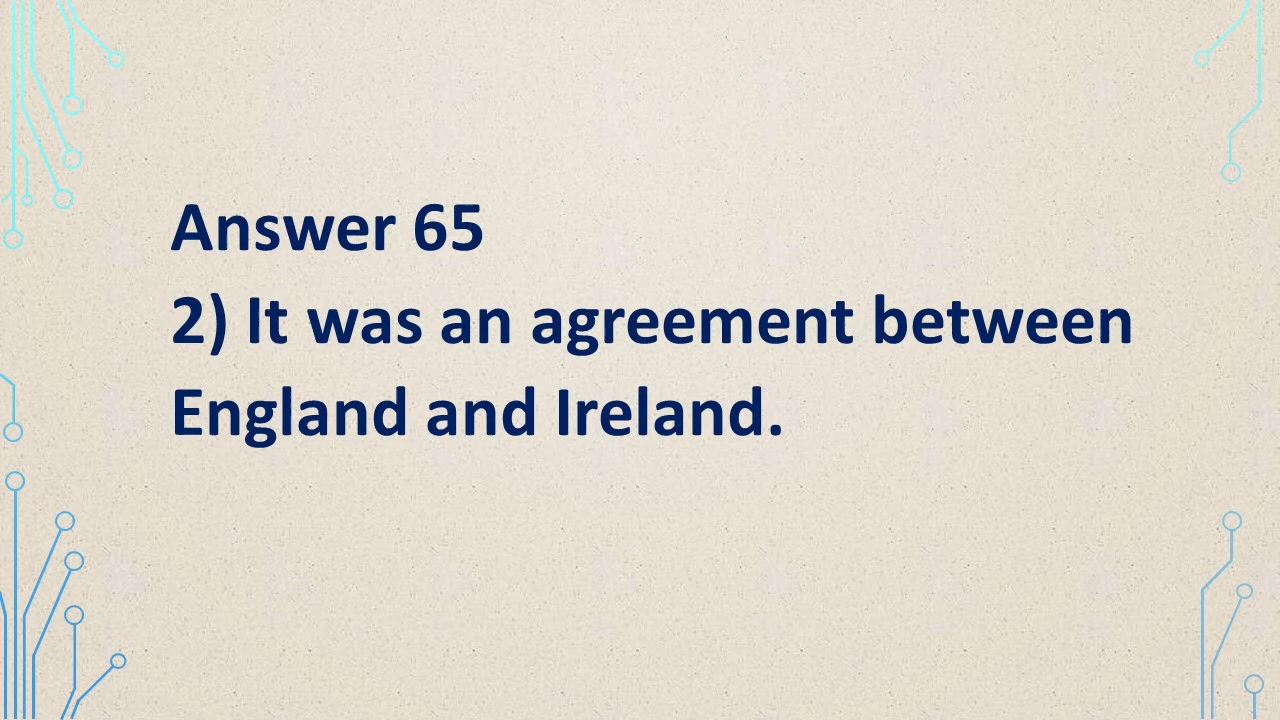 Answer 65
2) It was an agreement between
England and Ireland.